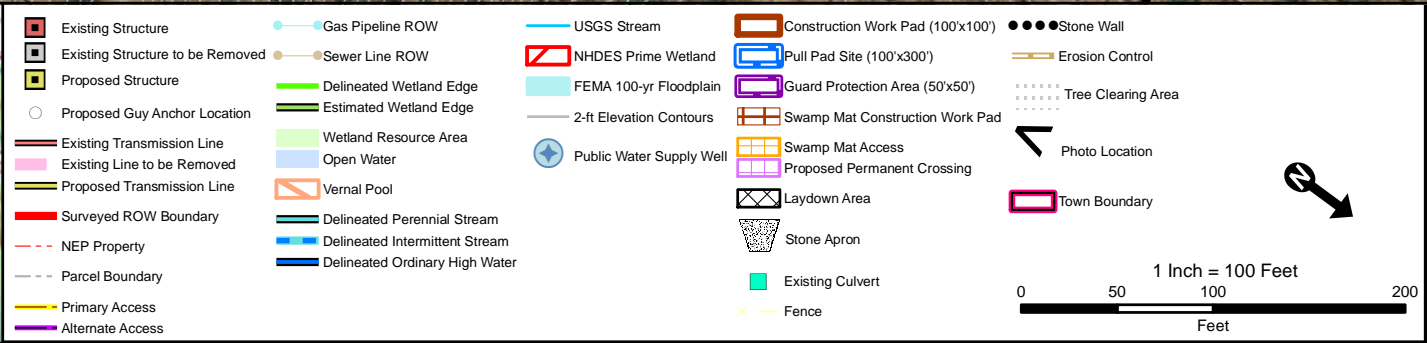 Existing Structure
Existing Structure to be Removed
Proposed Structure
Proposed Guy Anchor Location
Existing Transmission Line
Existing Line to be Removed
Proposed Transmission Line
Surveyed ROW Boundary
NEP Property
Parcel Boundary
Primary Access
Alternate Access
Gas Pipeline ROW
Sewer Line ROW
Delineated Wetland Edge
Estimated Wetland Edge
Wetland Resource Area
Open Water
Vernal Pool
Delineated Perennial Stream
Delineated Intermittent Stream
Delineated Ordinary High Water
USGS Stream
NHDES Prime Wetland
FEMA 100-yr Floodplain
2-ft Elevation Contours
Public Water Supply Well
Construction Work Pad (100'x100')
Pull Pad Site (100'x300')
Guard Protection Area (50'x50')
Swamp Mat Construction Work Pad
Swamp Mat Access
Proposed Permanent Crossing
Laydown Area
Stone Apron
Existing Culvert
Fence
Stone Wall
Erosion Control
Tree Clearing Area
Photo Location
Town Boundary
N
1 Inch = 100 Feet
0 50 100 200
Feet